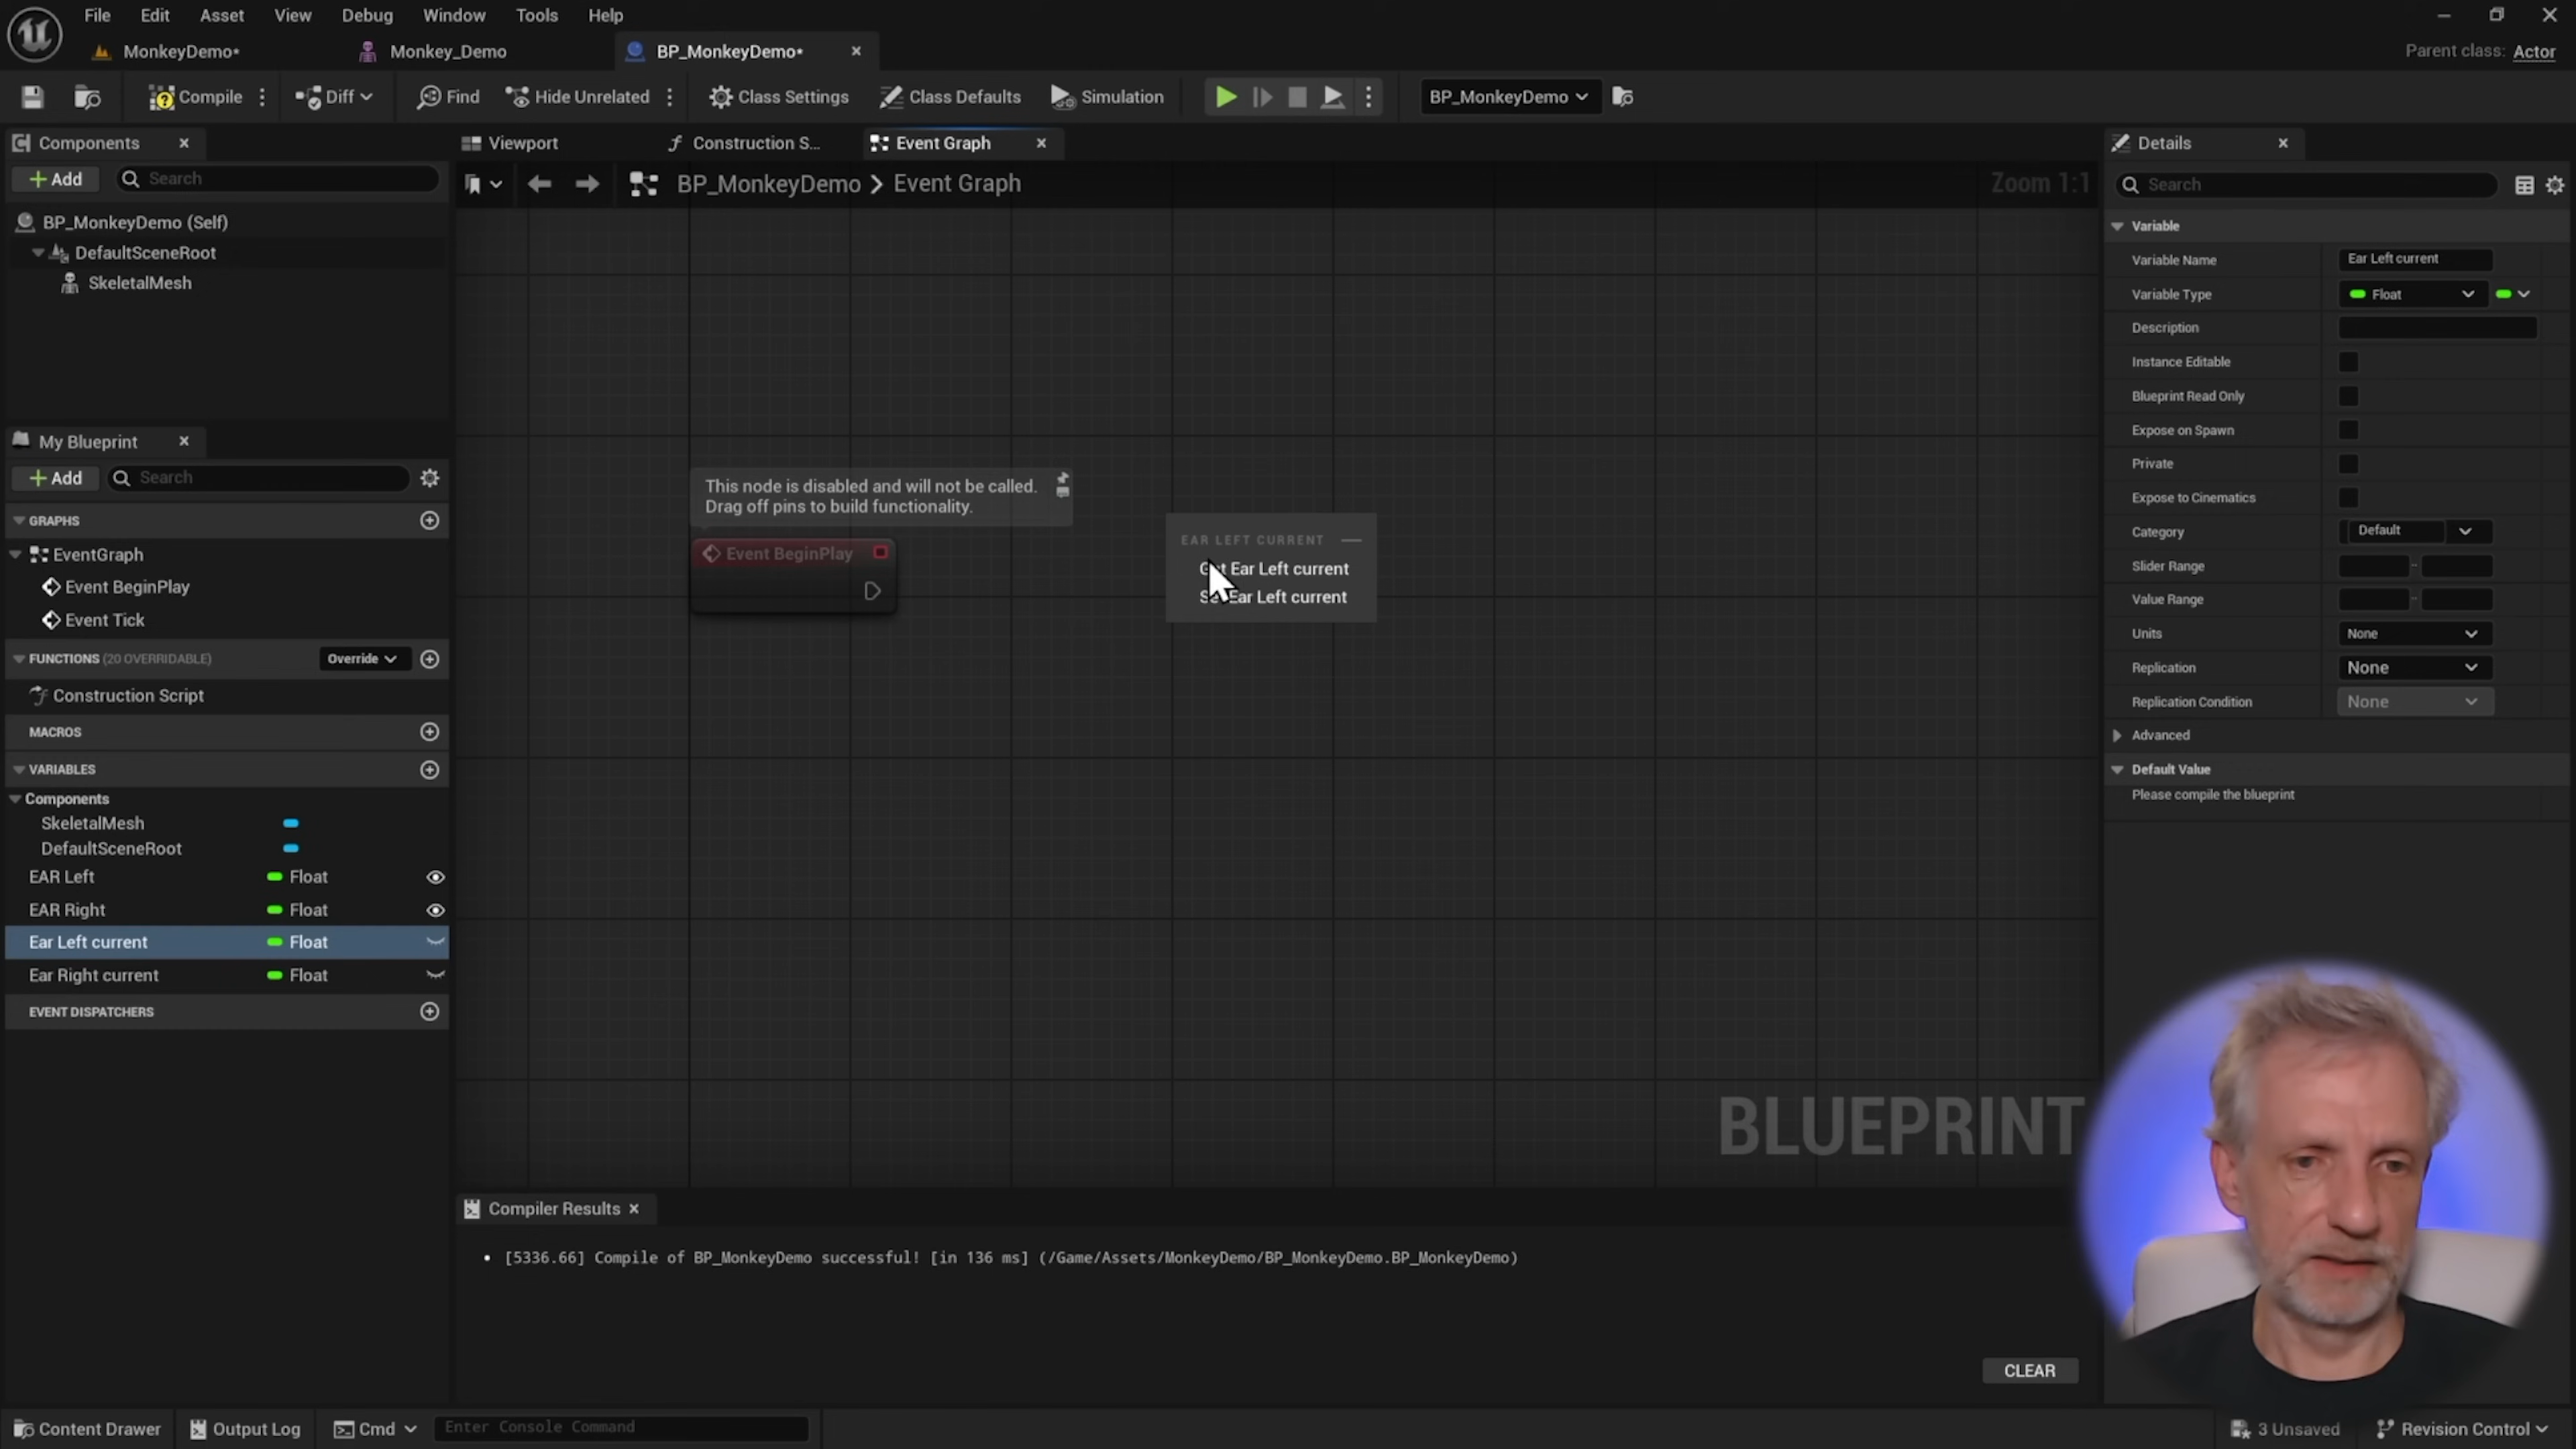 File Edit Asset View Debug Window Tools Help
MonkeyDemo*
Monkey_Demo
BP_MonkeyDemo*
Parent class: Actor
Compile
Diff
Find
Hide Unrelated
Class Settings
Class Defaults
Simulation
BP_MonkeyDemo
Components
Add
Search
BP_MonkeyDemo (Self)
DefaultSceneRoot
SkeletalMesh
My Blueprint
Add
Search
GRAPHS
EventGraph
Event BeginPlay
Event Tick
FUNCTIONS (20 OVERRIDABLE)
Override
Construction Script
MACROS
VARIABLES
Components
SkeletalMesh
DefaultSceneRoot
EAR Left Float
EAR Right Float
Ear Left current Float
Ear Right current Float
EVENT DISPATCHERS
Viewport
Construction S...
Event Graph
BP_MonkeyDemo > Event Graph
Zoom 1:1
This node is disabled and will not be called.
Drag off pins to build functionality.
Event BeginPlay
EAR LEFT CURRENT
Ear Left current
Ear Left current
BLUEPRINT
Compiler Results
• [5336.66] Compile of BP_MonkeyDemo successful! [in 136 ms] (/Game/Assets/MonkeyDemo/BP_MonkeyDemo.BP_MonkeyDemo)
CLEAR
Details
Search
Variable
Variable Name Ear Left current
Variable Type Float
Description
Instance Editable
Blueprint Read Only
Expose on Spawn
Private
Expose to Cinematics
Category Default
Slider Range
Value Range
Units None
Replication None
Replication Condition None
Advanced
Default Value
Please compile the blueprint
Content Drawer
Output Log
Cmd
Enter Console Command
3 Unsaved
Revision Control